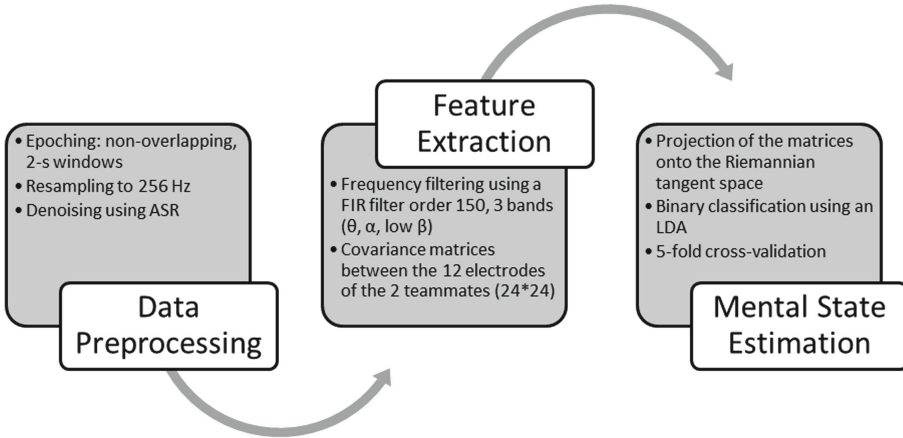 • Epoching: non-overlapping,
2-s windows
• Resampling to 256 Hz
• Denoising using ASR
Data
Preprocessing
Feature
Extraction
• Frequency filtering using a
FIR filter order 150, 3 bands
(θ, α, low β)
• Covariance matrices
between the 12 electrodes
of the 2 teammates (24*24)
• Projection of the matrices
onto the Riemannian
tangent space
• Binary classification using an
LDA
• 5-fold cross-validation
Mental State
Estimation